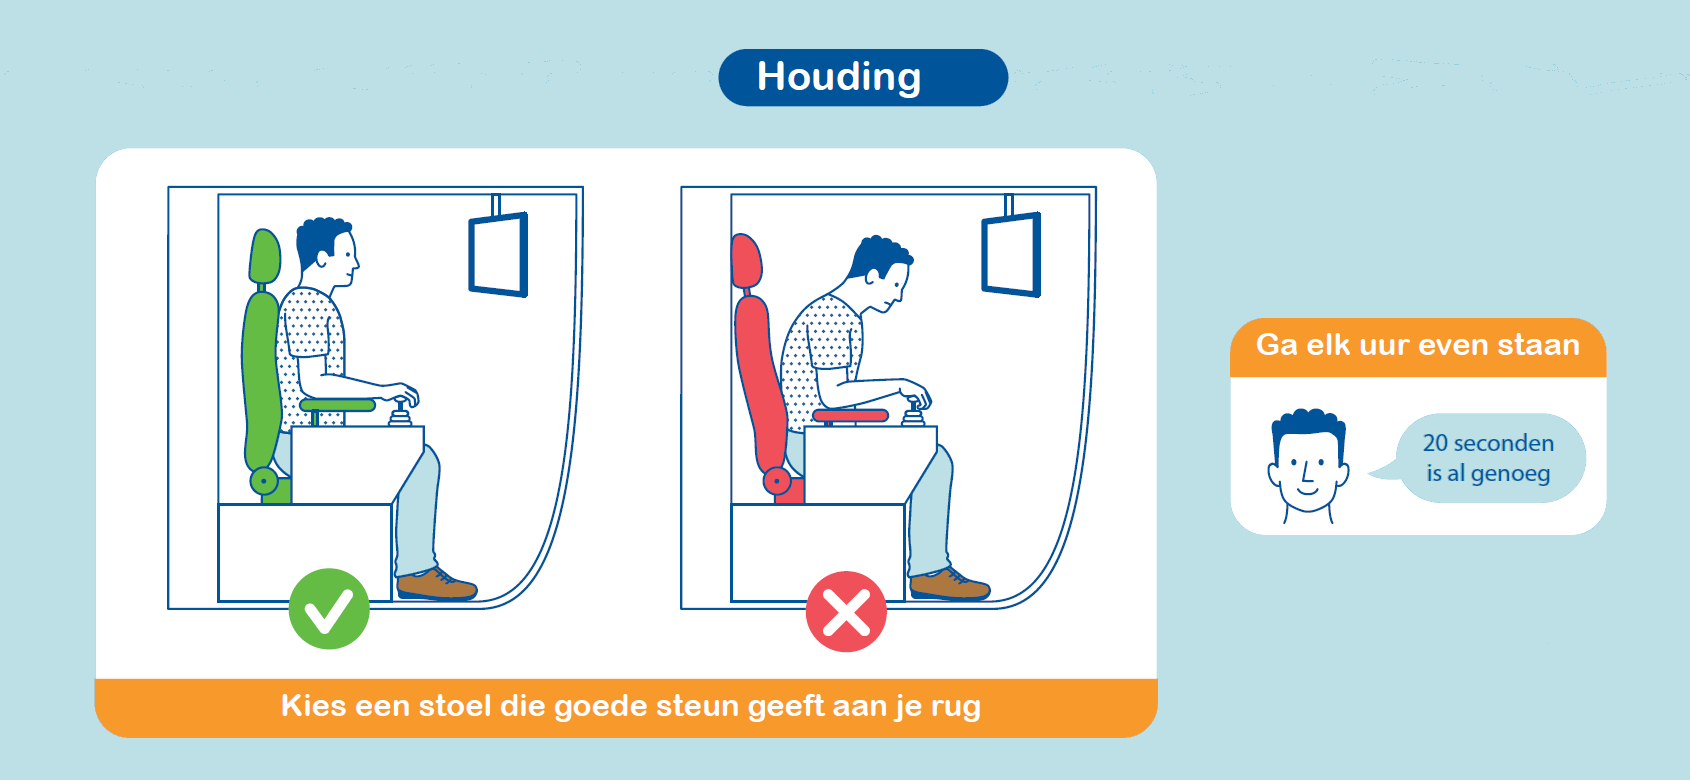 Houding
Kies een stoel die goede steun geeft aan je rug
Ga elk uur even staan
20 seconden
is al genoeg